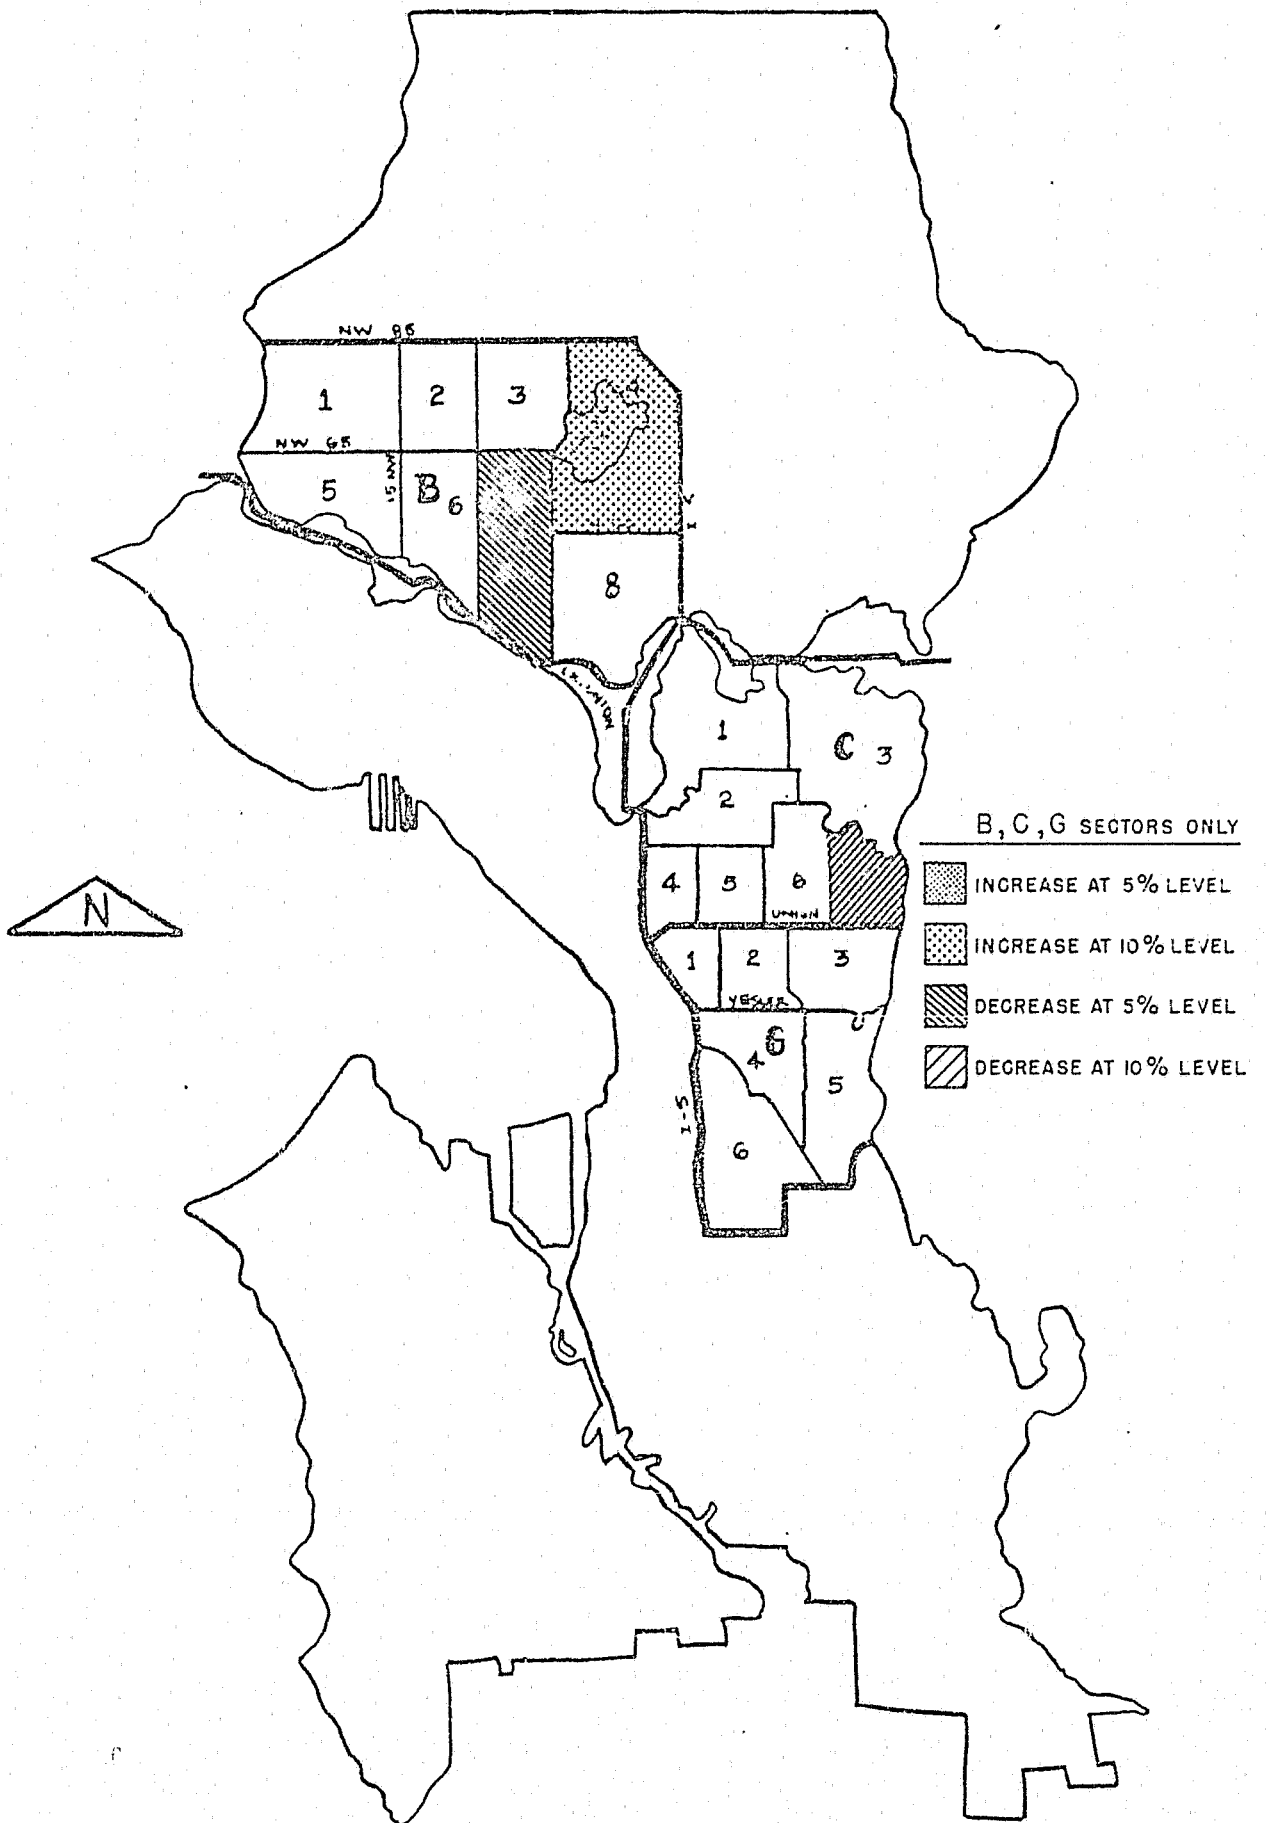 NW 85
1
2
3
4
NW 65
5
15 NW
B 6
I-5
8
LK. UNION
1
C 3
2
4
5
6
UNION
1
2
3
YESLER
4 G
5
I-5
6
B, C, G SECTORS ONLY
INCREASE AT 5% LEVEL
INCREASE AT 10% LEVEL
DECREASE AT 5% LEVEL
DECREASE AT 10% LEVEL
N